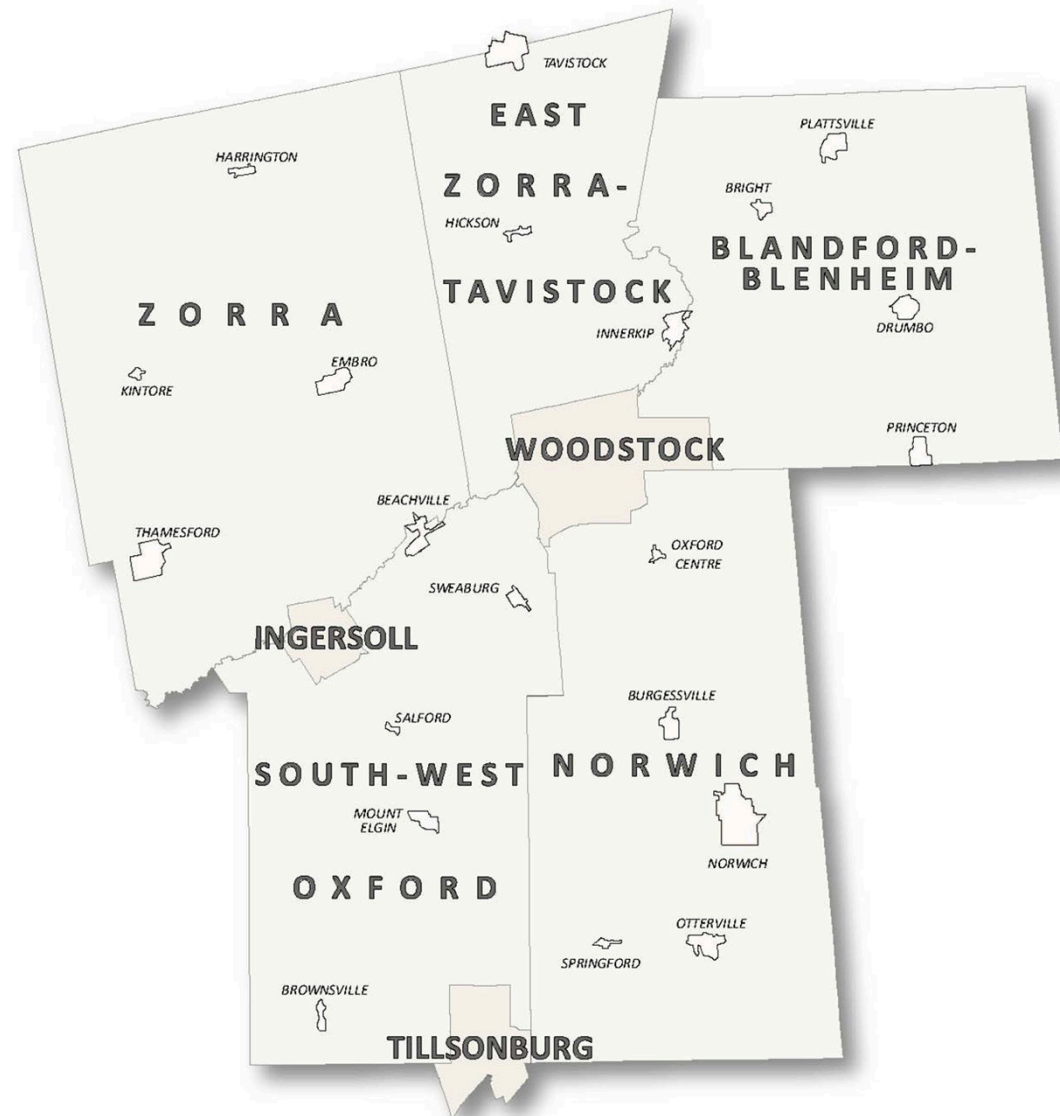 TAVISTOCK
EAST
ZORRA-
TAVISTOCK
HICKSON
INNERKIP
PLATTSVILLE
BRIGHT
BLANDFORD-
BLENHEIM
DRUMBO
PRINCETON
HARRINGTON
ZORRA
KINTORE
EMBRO
THAMESFORD
BEACHVILLE
WOODSTOCK
INGERSOLL
SWEABURG
SALFORD
SOUTH-WEST
MOUNT
ELGIN
OXFORD
BROWNSVILLE
OXFORD
CENTRE
BURGESSVILLE
NORWICH
NORWICH
OTTERVILLE
SPRINGFORD
TILLSONBURG